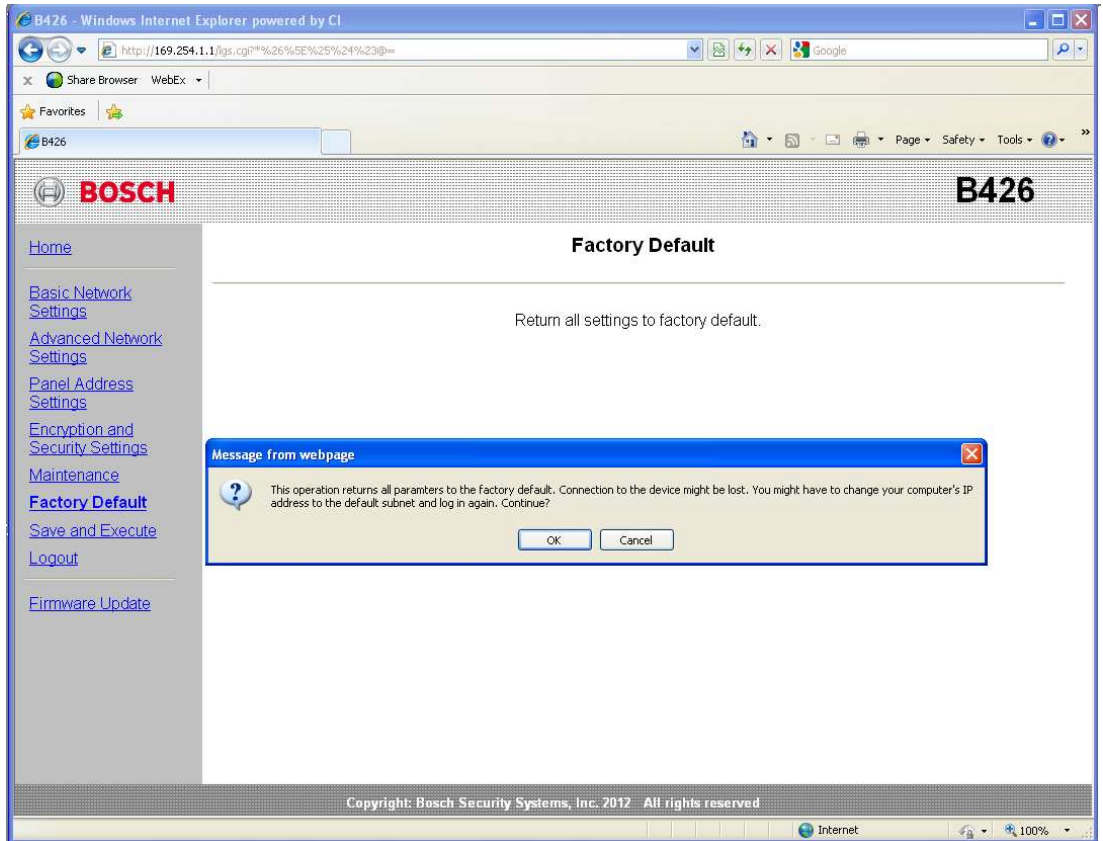 B426 - Windows Internet Explorer powered by CI
http://169.254.1.1/lgs.cgi?*%26%5E%25%24%23@=
Google
x Share Browser WebEx
Favorites
B426
Page Safety Tools
BOSCH
B426
Home
Basic Network
Settings
Advanced Network
Settings
Panel Address
Settings
Encryption and
Security Settings
Maintenance
Factory Default
Save and Execute
Logout
Firmware Update
Factory Default
Return all settings to factory default.
Message from webpage
This operation returns all paramters to the factory default. Connection to the device might be lost. You might have to change your computer's IP
address to the default subnet and log in again. Continue?
OK Cancel
Copyright: Bosch Security Systems, Inc. 2012 All rights reserved
Internet
100%